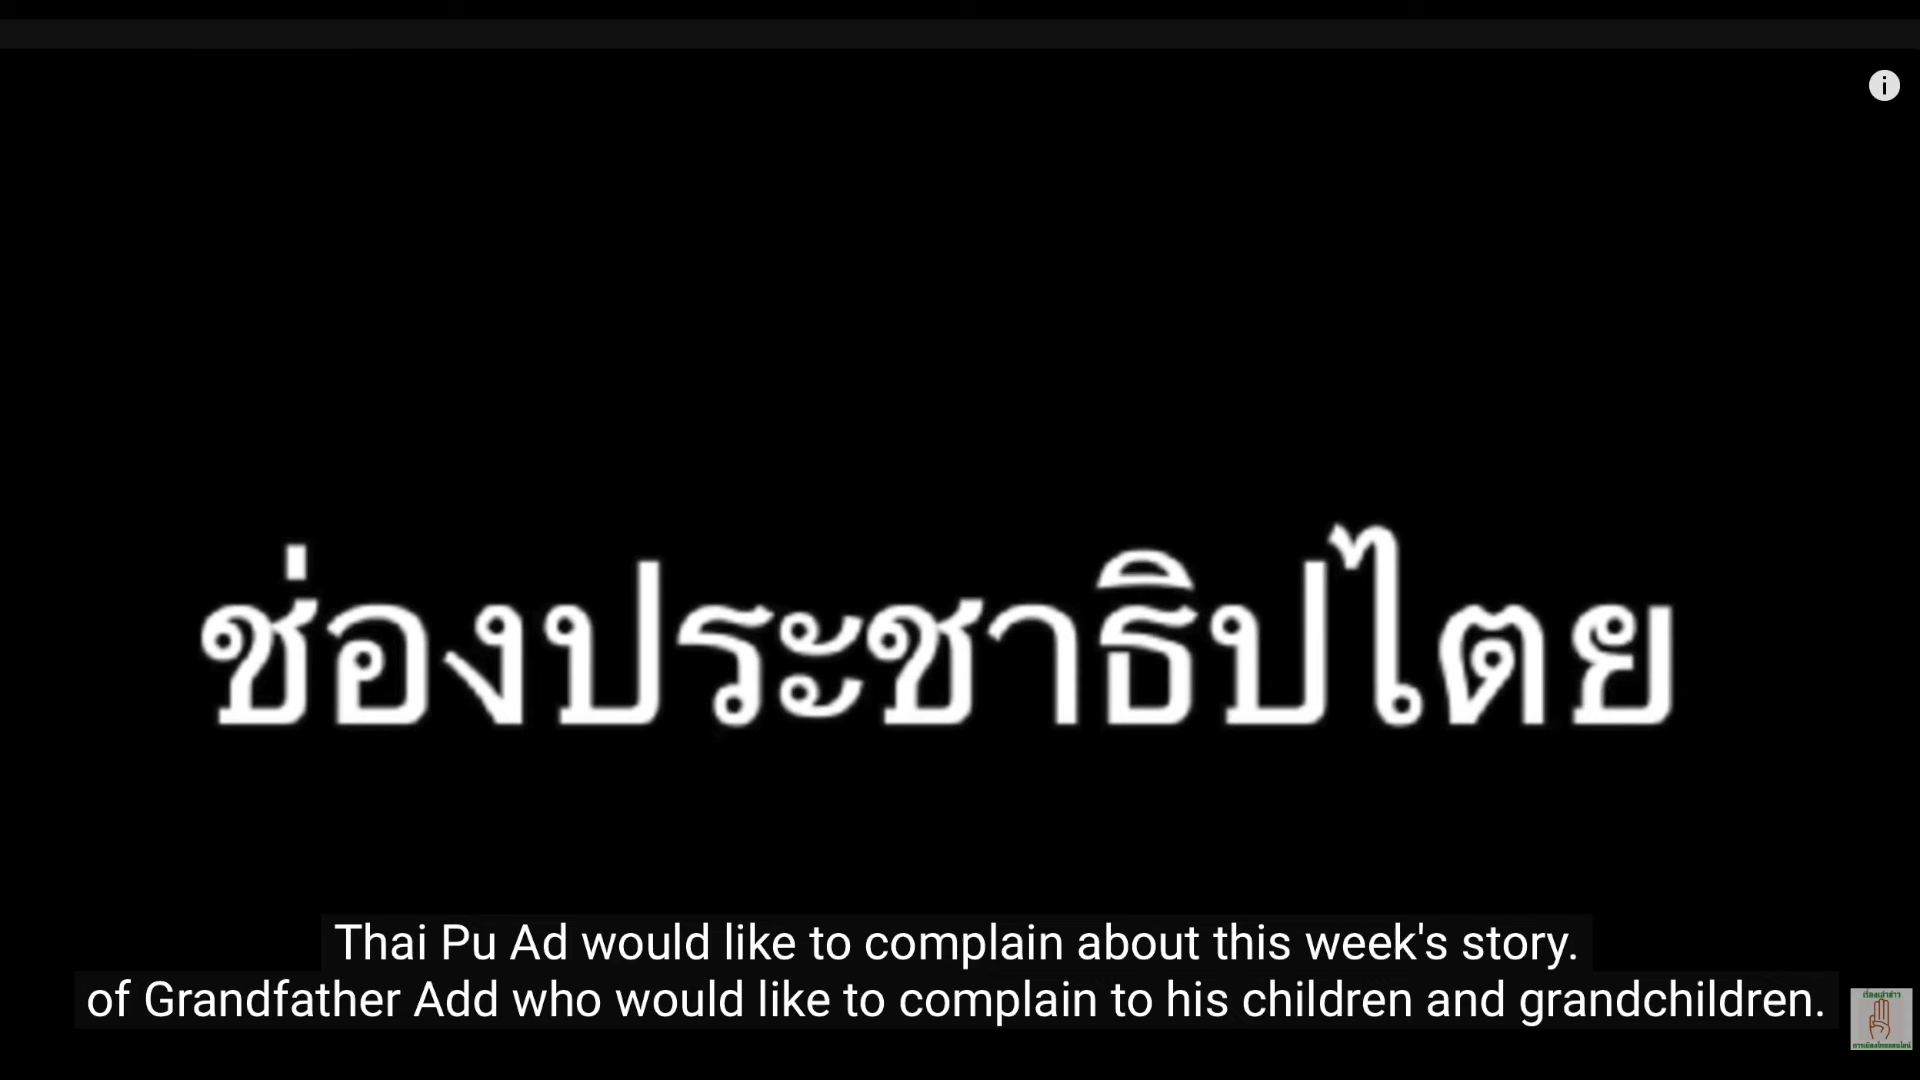 ช่องประชาธิปไตย
Thai Pu Ad would like to complain about this week's story.
of Grandfather Add who would like to complain to his children and grandchildren.